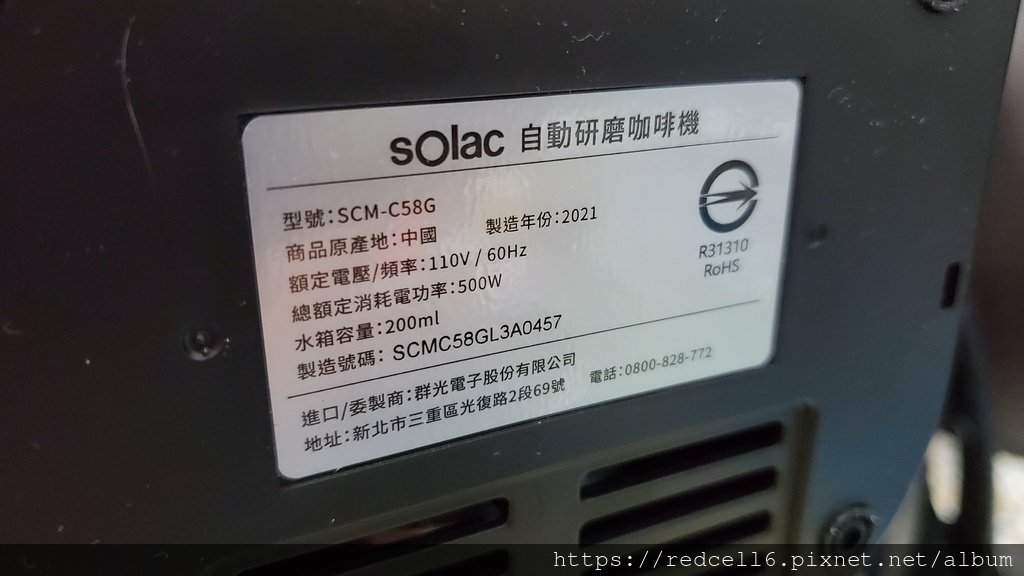 solac 自動研磨咖啡機
型號：SCM-C58G
商品原產地：中國 製造年份：2021
額定電壓/頻率：110V / 60Hz
總額定消耗電功率：500W
水箱容量：200ml
製造號碼： SCMC58GL3A0457
R31310
RoHS
進口/委製商：群光電子股份有限公司
地址：新北市三重區光復路2段69號 電話：0800-828-772
https://redcell6.pixnet.net/album